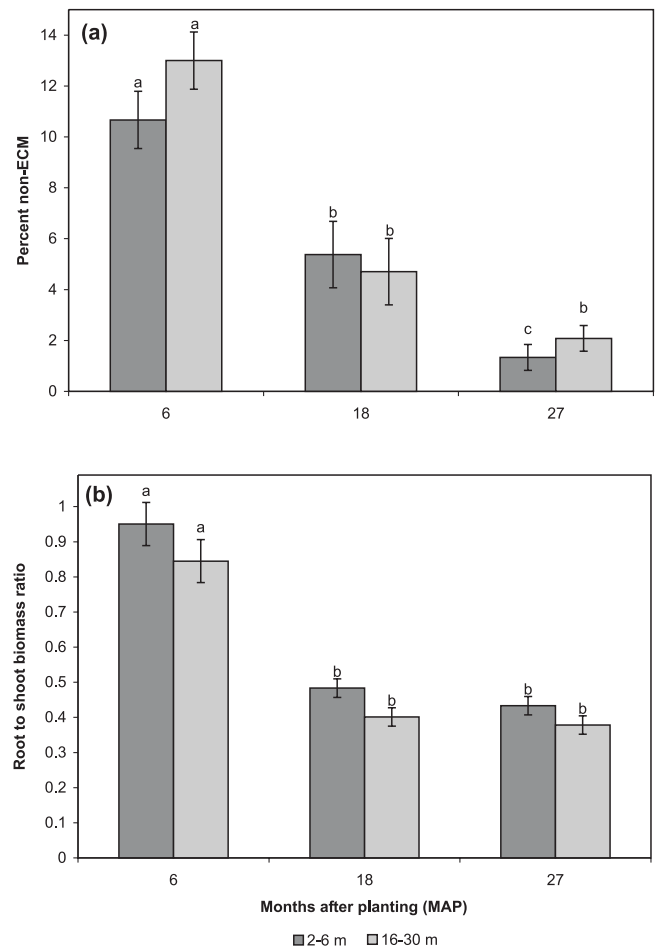 (a)
14
12
10
8
6
4
2
0
Percent non-ECM
a
a
b
b
c
b
6 18 27
(b)
1
0.9
0.8
0.7
0.6
0.5
0.4
0.3
0.2
0.1
0
Root to shoot biomass ratio
a
a
b
b
b
b
6 18 27
Months after planting (MAP)
2-6 m 16-30 m